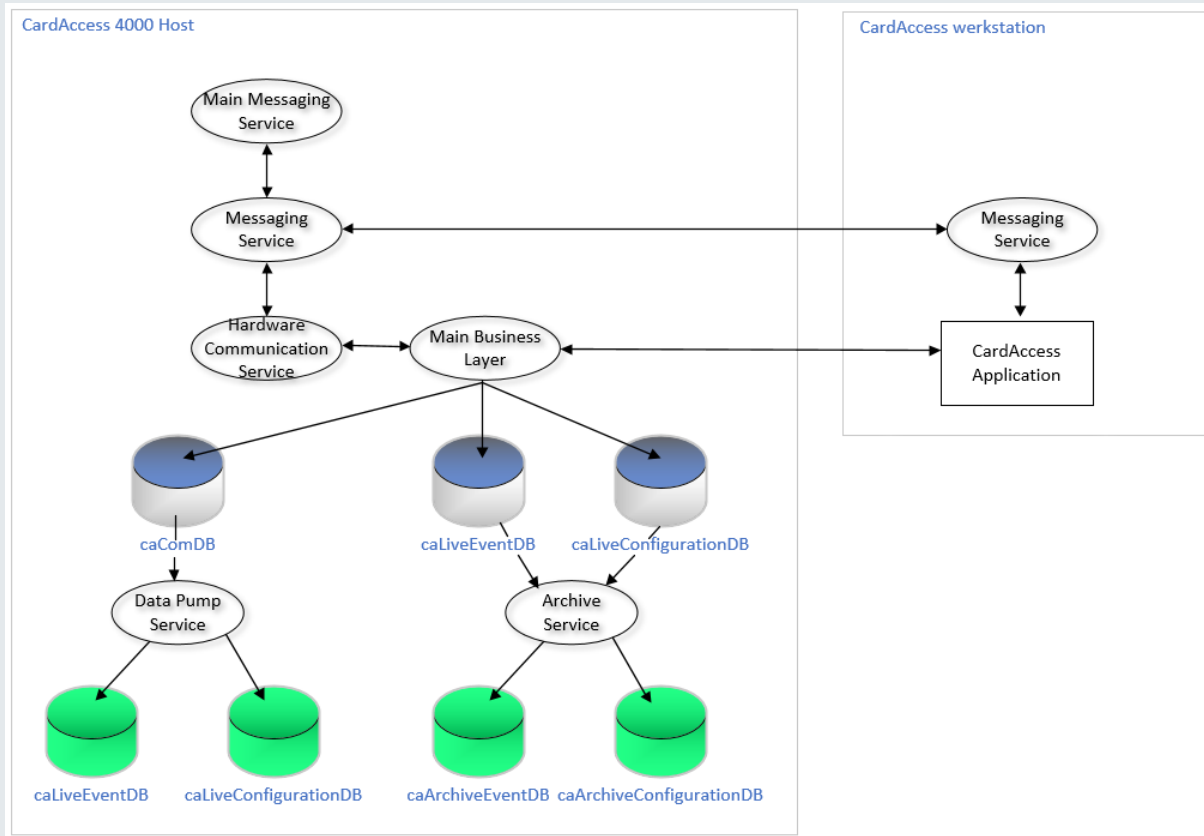 CardAccess 4000 Host
CardAccess werkstation
Main Messaging
Service
Messaging
Service
Messaging
Service
Hardware
Communication
Service
Main Business
Layer
CardAccess
Application
caComDB
caLiveEventDB
caLiveConfigurationDB
Data Pump
Service
Archive
Service
caLiveEventDB
caLiveConfigurationDB
caArchiveEventDB
caArchiveConfigurationDB